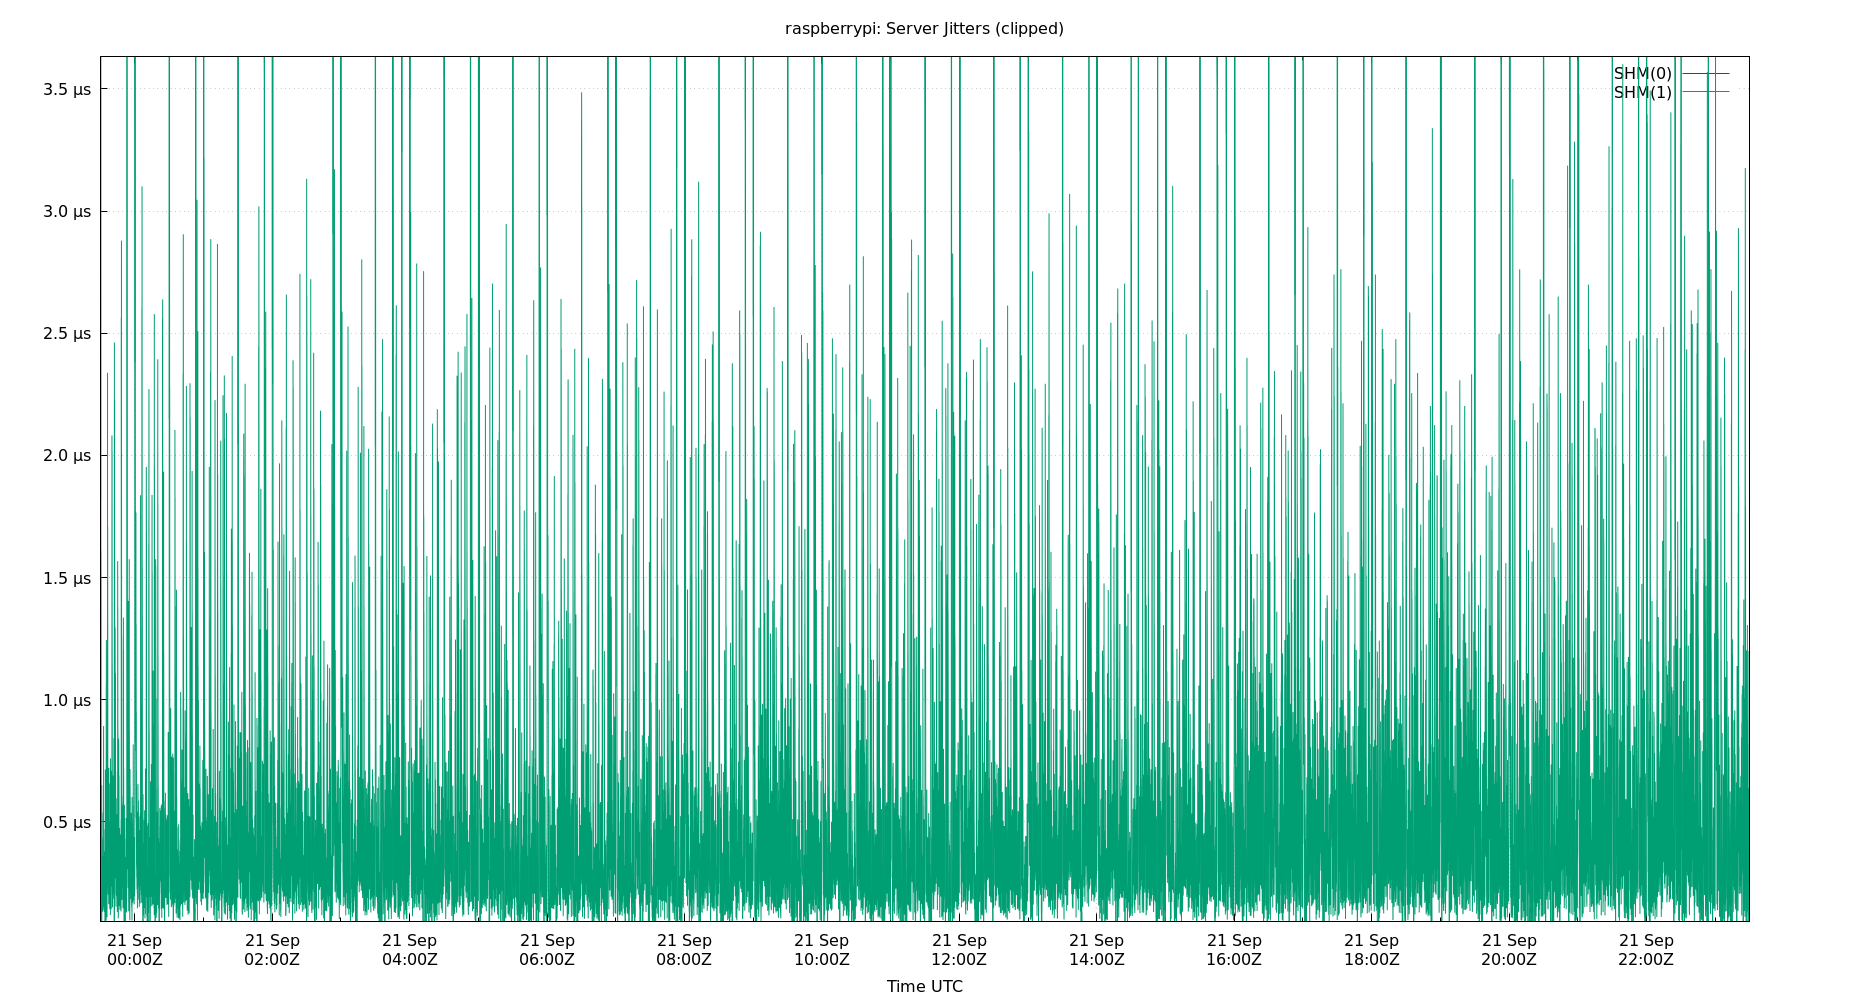 raspberrypi: Server Jitters (clipped)
SHM(0)
SHM(1)
3.5 μs
3.0 μs
2.5 μs
2.0 μs
1.5 μs
1.0 μs
0.5 μs
21 Sep 21 Sep 21 Sep 21 Sep 21 Sep 21 Sep 21 Sep 21 Sep 21 Sep 21 Sep 21 Sep 21 Sep
00:00Z 02:00Z 04:00Z 06:00Z 08:00Z 10:00Z 12:00Z 14:00Z 16:00Z 18:00Z 20:00Z 22:00Z
Time UTC